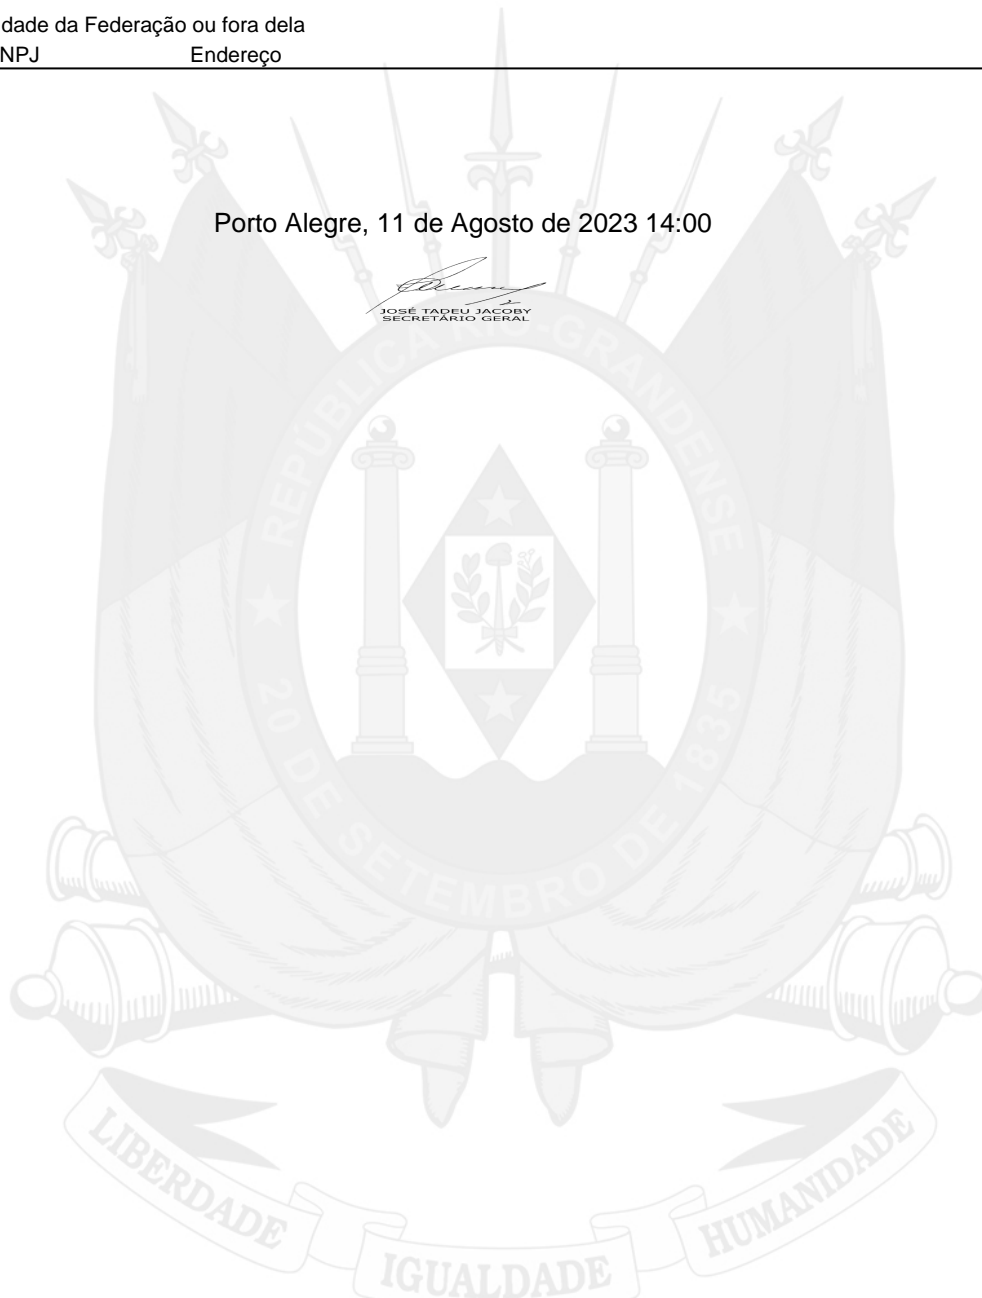 dade da Federação ou fora dela
NPJ Endereço
Porto Alegre, 11 de Agosto de 2023 14:00
JOSÉ TADEU JACOBY
SECRETÁRIO GERAL
REPÚBLICA RIO-GRANDENSE
20 DE SETEMBRO DE 1835
LIBERDADE
IGUALDADE
HUMANIDADE